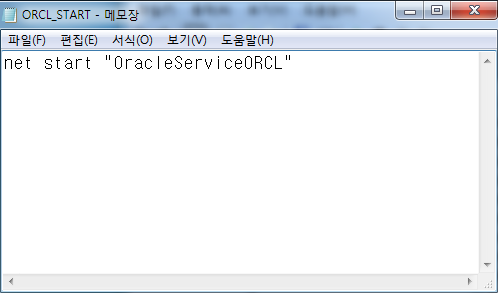 ORCL_START - 메모장
파일(F) 편집(E) 서식(O) 보기(V) 도움말(H)
net start "OracleServiceORCL"